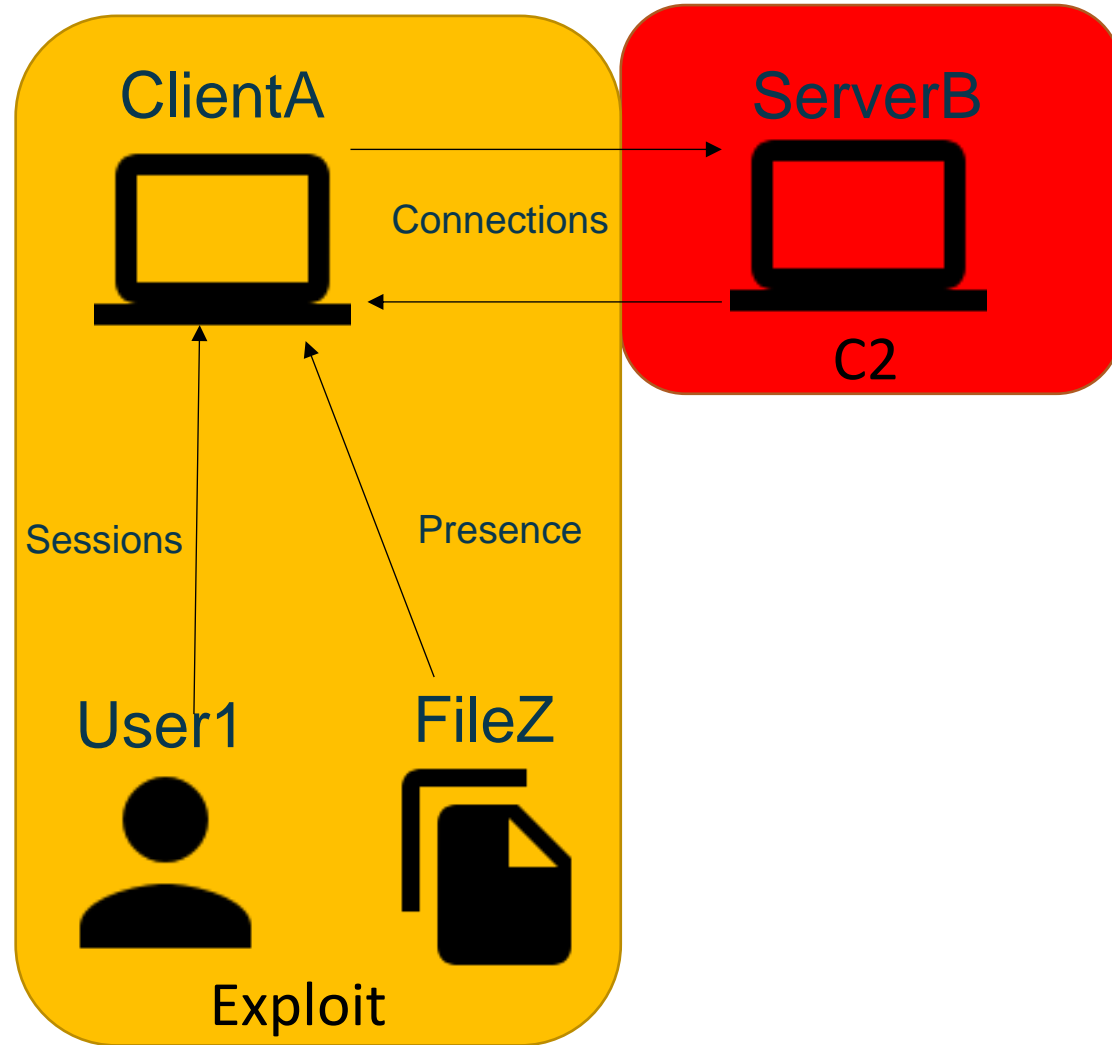 ClientA
ServerB
Connections
C2
Sessions
Presence
User1
FileZ
Exploit